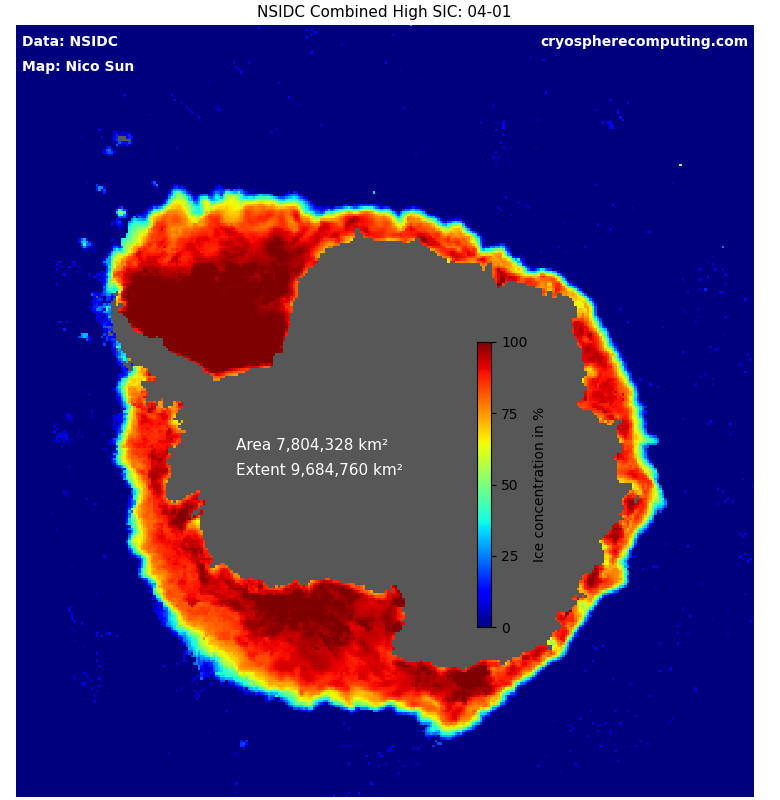 NSIDC Combined High SIC: 04-01
Data: NSIDC
cryospherecomputing.com
Map: Nico Sun
100
75
50
25
0
Ice concentration in %
Area 7,804,328 km²
Extent 9,684,760 km²